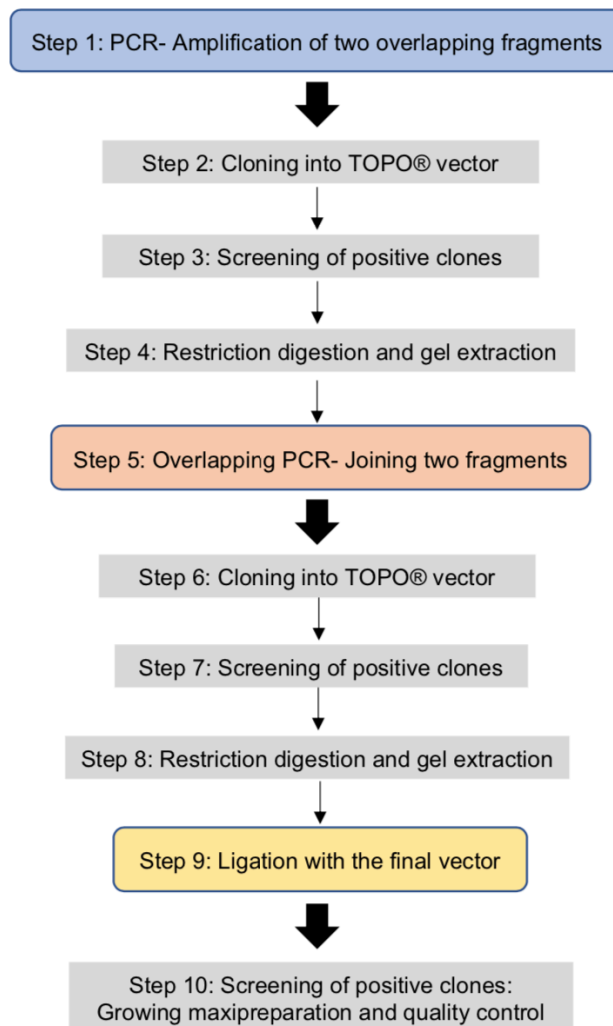 Step 1: PCR- Amplification of two overlapping fragments
Step 2: Cloning into TOPO® vector
Step 3: Screening of positive clones
Step 4: Restriction digestion and gel extraction
Step 5: Overlapping PCR- Joining two fragments
Step 6: Cloning into TOPO® vector
Step 7: Screening of positive clones
Step 8: Restriction digestion and gel extraction
Step 9: Ligation with the final vector
Step 10: Screening of positive clones:
Growing maxipreparation and quality control